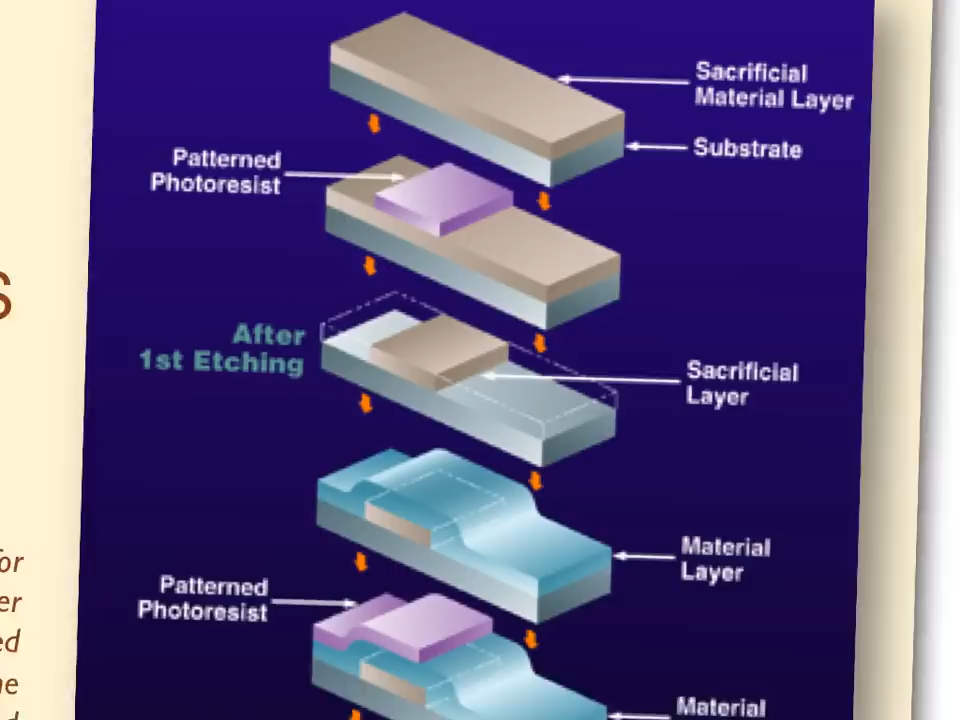 Sacrificial
Material Layer
Substrate
Patterned
Photoresist
After
1st Etching
Sacrificial
Layer
Material
Layer
Patterned
Photoresist
Material